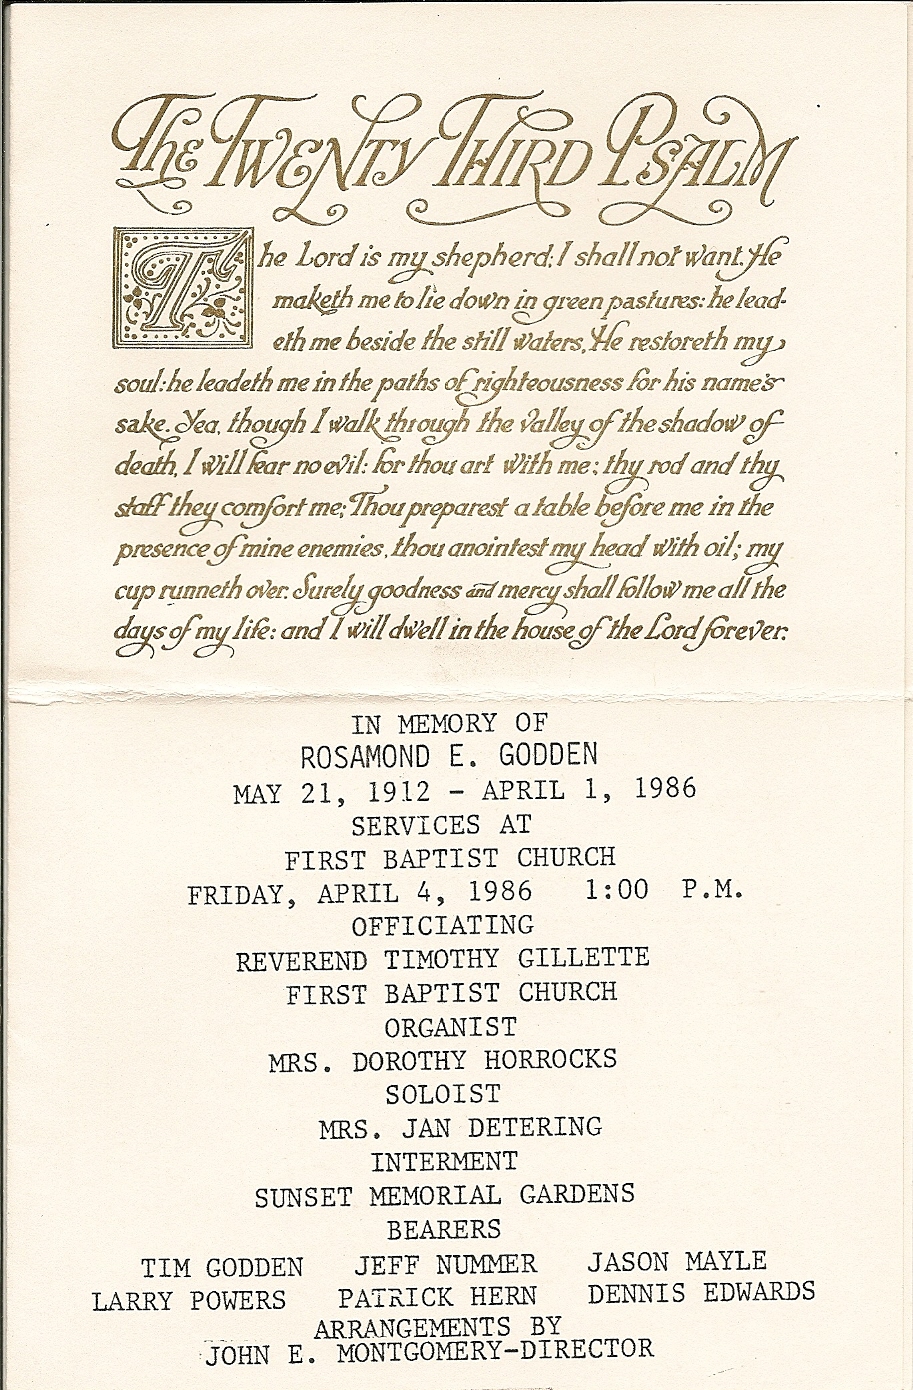 The Twenty Third Psalm
The Lord is my shepherd; I shall not want. He
maketh me to lie down in green pastures: he lead-
eth me beside the still waters. He restoreth my
soul: he leadeth me in the paths of righteousness for his name's
sake. Yea, though I walk through the valley of the shadow of
death, I will fear no evil: for thou art with me; thy rod and thy
staff they comfort me; Thou preparest a table before me in the
presence of mine enemies, thou anointest my head with oil; my
cup runneth over. Surely goodness and mercy shall follow me all the
days of my life: and I will dwell in the house of the Lord forever.
IN MEMORY OF
ROSAMOND E. GODDEN
MAY 21, 1912 - APRIL 1, 1986
SERVICES AT
FIRST BAPTIST CHURCH
FRIDAY, APRIL 4, 1986 1:00 P.M.
OFFICIATING
REVEREND TIMOTHY GILLETTE
FIRST BAPTIST CHURCH
ORGANIST
MRS. DOROTHY HORROCKS
SOLOIST
MRS. JAN DETERING
INTERMENT
SUNSET MEMORIAL GARDENS
BEARERS
TIM GODDEN JEFF NUMMER JASON MAYLE
LARRY POWERS PATRICK HERN DENNIS EDWARDS
ARRANGEMENTS BY
JOHN E. MONTGOMERY-DIRECTOR